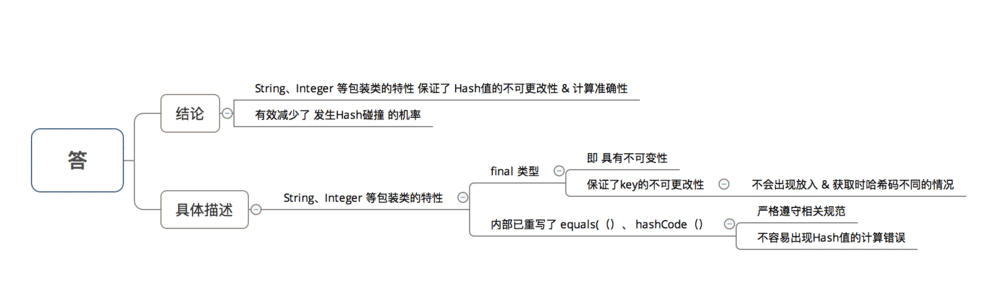 答
结论
String、Integer 等包装类的特性 保证了 Hash值的不可更改性 & 计算准确性
有效减少了 发生Hash碰撞 的机率
具体描述
String、Integer 等包装类的特性
final 类型
即 具有不可变性
保证了key的不可更改性
不会出现放入 & 获取时哈希码不同的情况
内部已重写了 equals(（）、 hashCode（）
严格遵守相关规范
不容易出现Hash值的计算错误